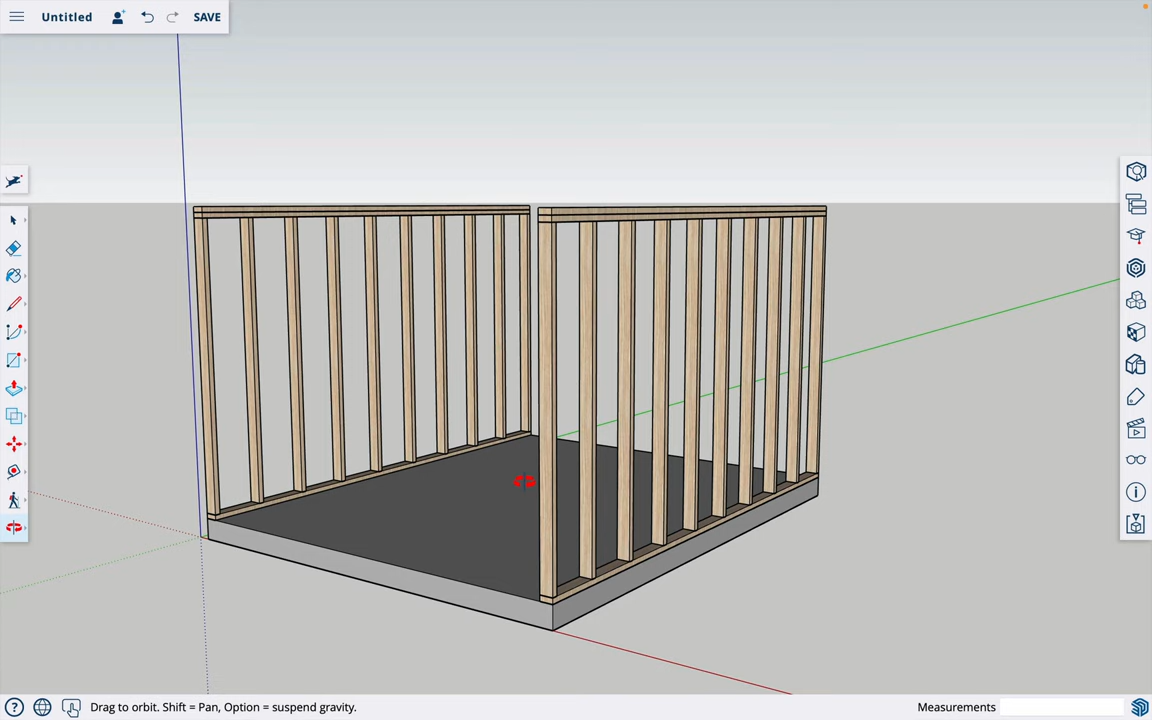 Untitled
SAVE
Drag to orbit. Shift = Pan, Option = suspend gravity.
Measurements